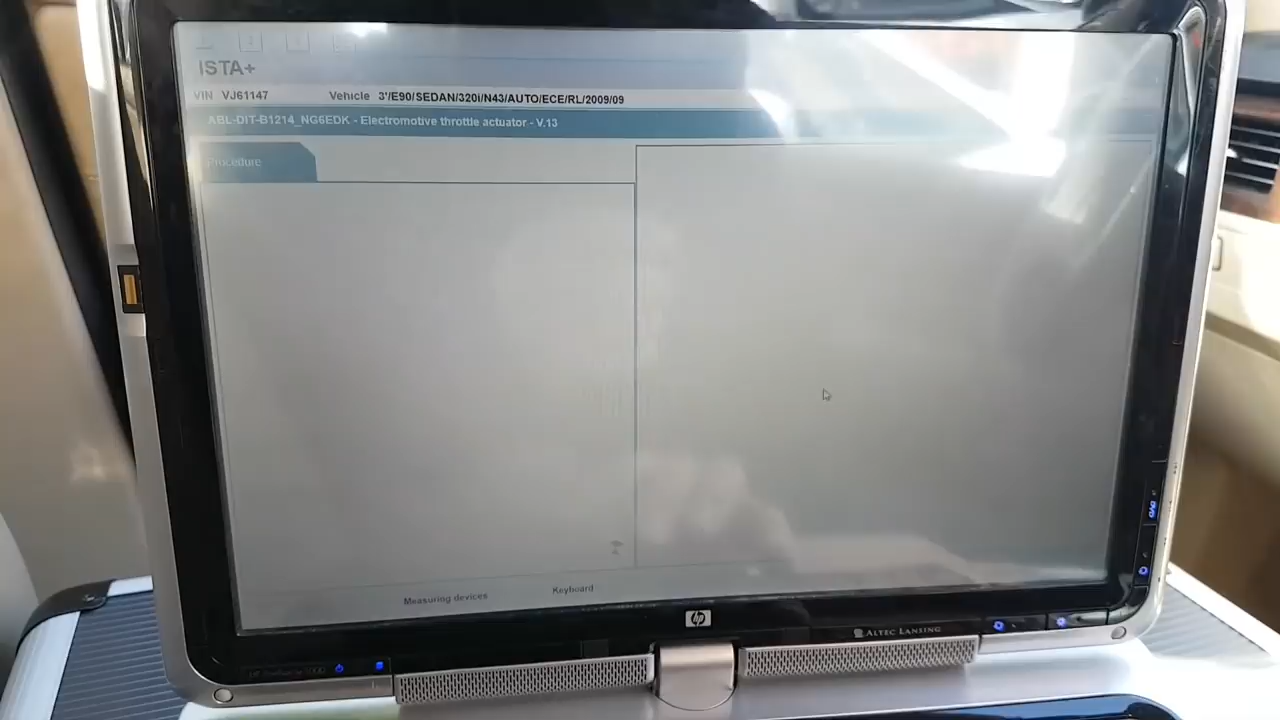 ISTA+
VIN VJ61147 Vehicle 3'/E90/SEDAN/320i/N43/AUTO/ECE/RL/2009/09
ABL-DIT-B1214_NG6EDK - Electromotive throttle actuator - V.13
Procedure
Measuring devices Keyboard
hp
ALTEC LANSING